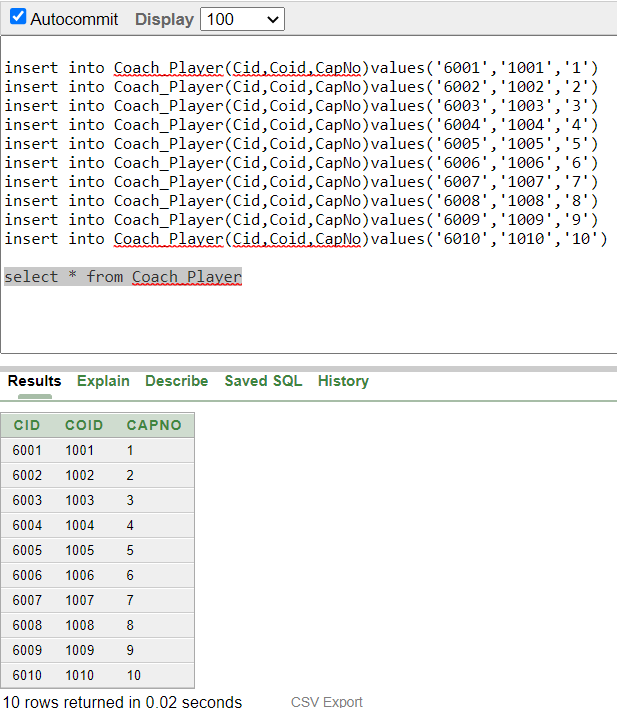 Autocommit Display 100
insert into Coach_Player(Cid,Coid,CapNo)values('6001','1001','1')
insert into Coach_Player(Cid,Coid,CapNo)values('6002','1002','2')
insert into Coach_Player(Cid,Coid,CapNo)values('6003','1003','3')
insert into Coach_Player(Cid,Coid,CapNo)values('6004','1004','4')
insert into Coach_Player(Cid,Coid,CapNo)values('6005','1005','5')
insert into Coach_Player(Cid,Coid,CapNo)values('6006','1006','6')
insert into Coach_Player(Cid,Coid,CapNo)values('6007','1007','7')
insert into Coach_Player(Cid,Coid,CapNo)values('6008','1008','8')
insert into Coach_Player(Cid,Coid,CapNo)values('6009','1009','9')
insert into Coach_Player(Cid,Coid,CapNo)values('6010','1010','10')
select * from Coach_Player
Results Explain Describe Saved SQL History
CID COID CAPNO
6001 1001 1
6002 1002 2
6003 1003 3
6004 1004 4
6005 1005 5
6006 1006 6
6007 1007 7
6008 1008 8
6009 1009 9
6010 1010 10
10 rows returned in 0.02 seconds CSV Export